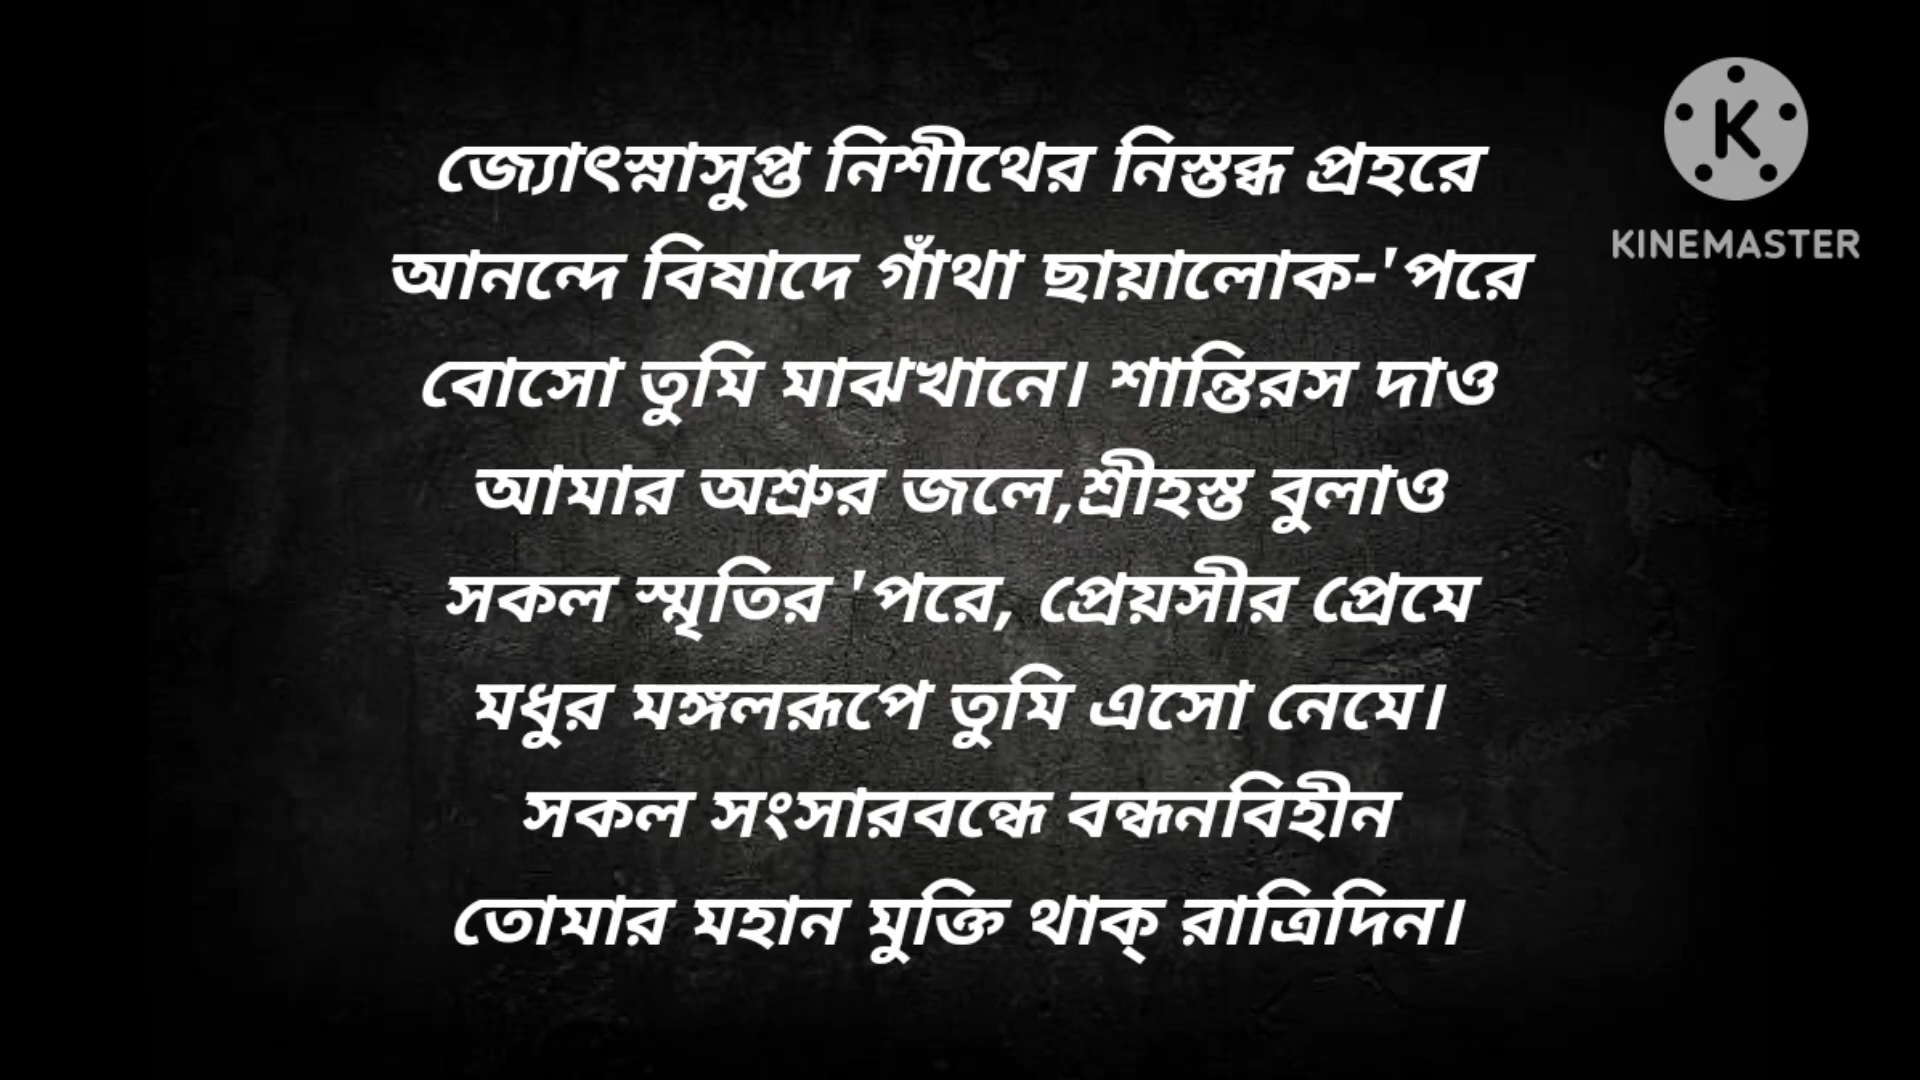 জ্যোৎস্নাসুপ্ত নিশীথের নিস্তব্ধ প্রহরে
আনন্দে বিষাদে গাঁথা ছায়ালোক-'পরে
বোসো তুমি মাঝখানে। শান্তিরস দাও
আমার অশ্রুর জলে,শ্রীহস্ত বুলাও
সকল স্মৃতির 'পরে, প্রেয়সীর প্রেমে
মধুর মঙ্গলরূপে তুমি এসো নেমে।
সকল সংসারবন্ধে বন্ধনবিহীন
তোমার মহান মুক্তি থাক্ রাত্রিদিন।
K
KINEMASTER